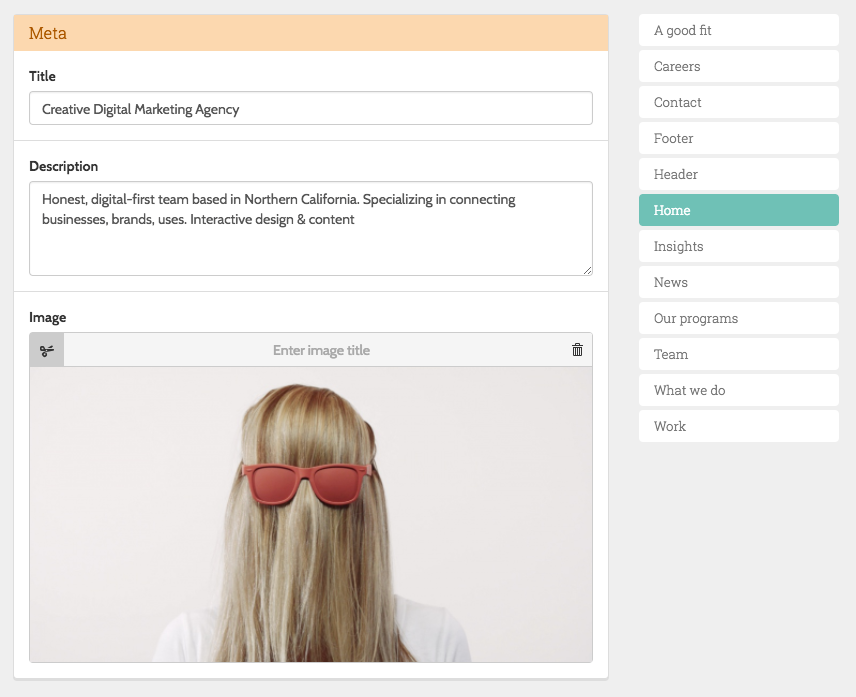 Meta
Title
Creative Digital Marketing Agency
Description
Honest, digital-first team based in Northern California. Specializing in connecting
businesses, brands, uses. Interactive design & content
Image
Enter image title
A good fit
Careers
Contact
Footer
Header
Home
Insights
News
Our programs
Team
What we do
Work